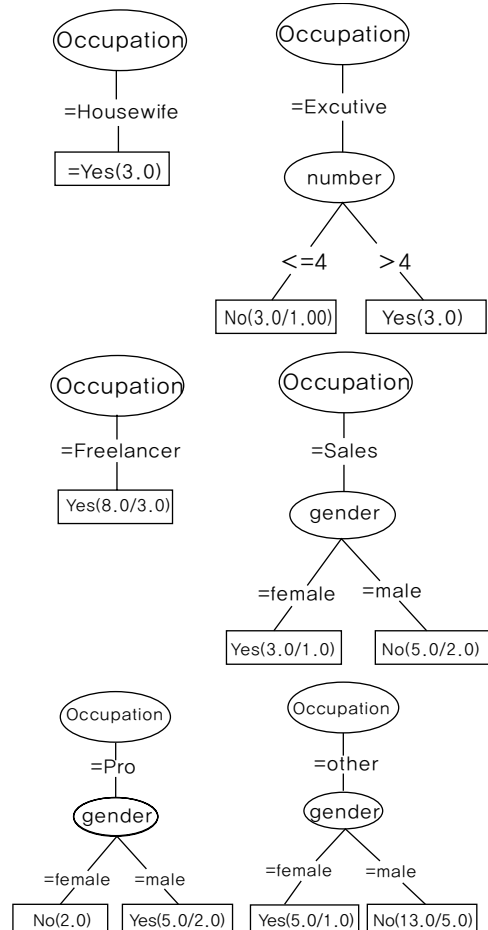 Occupation
=Housewife
=Yes(3.0)
Occupation
=Excutive
number
<=4
>4
No(3.0/1.00)
Yes(3.0)
Occupation
=Freelancer
Yes(8.0/3.0)
Occupation
=Sales
gender
=female
=male
Yes(3.0/1.0)
No(5.0/2.0)
Occupation
=Pro
gender
=female
=male
No(2.0)
Yes(5.0/2.0)
Occupation
=other
gender
=female
=male
Yes(5.0/1.0)
No(13.0/5.0)